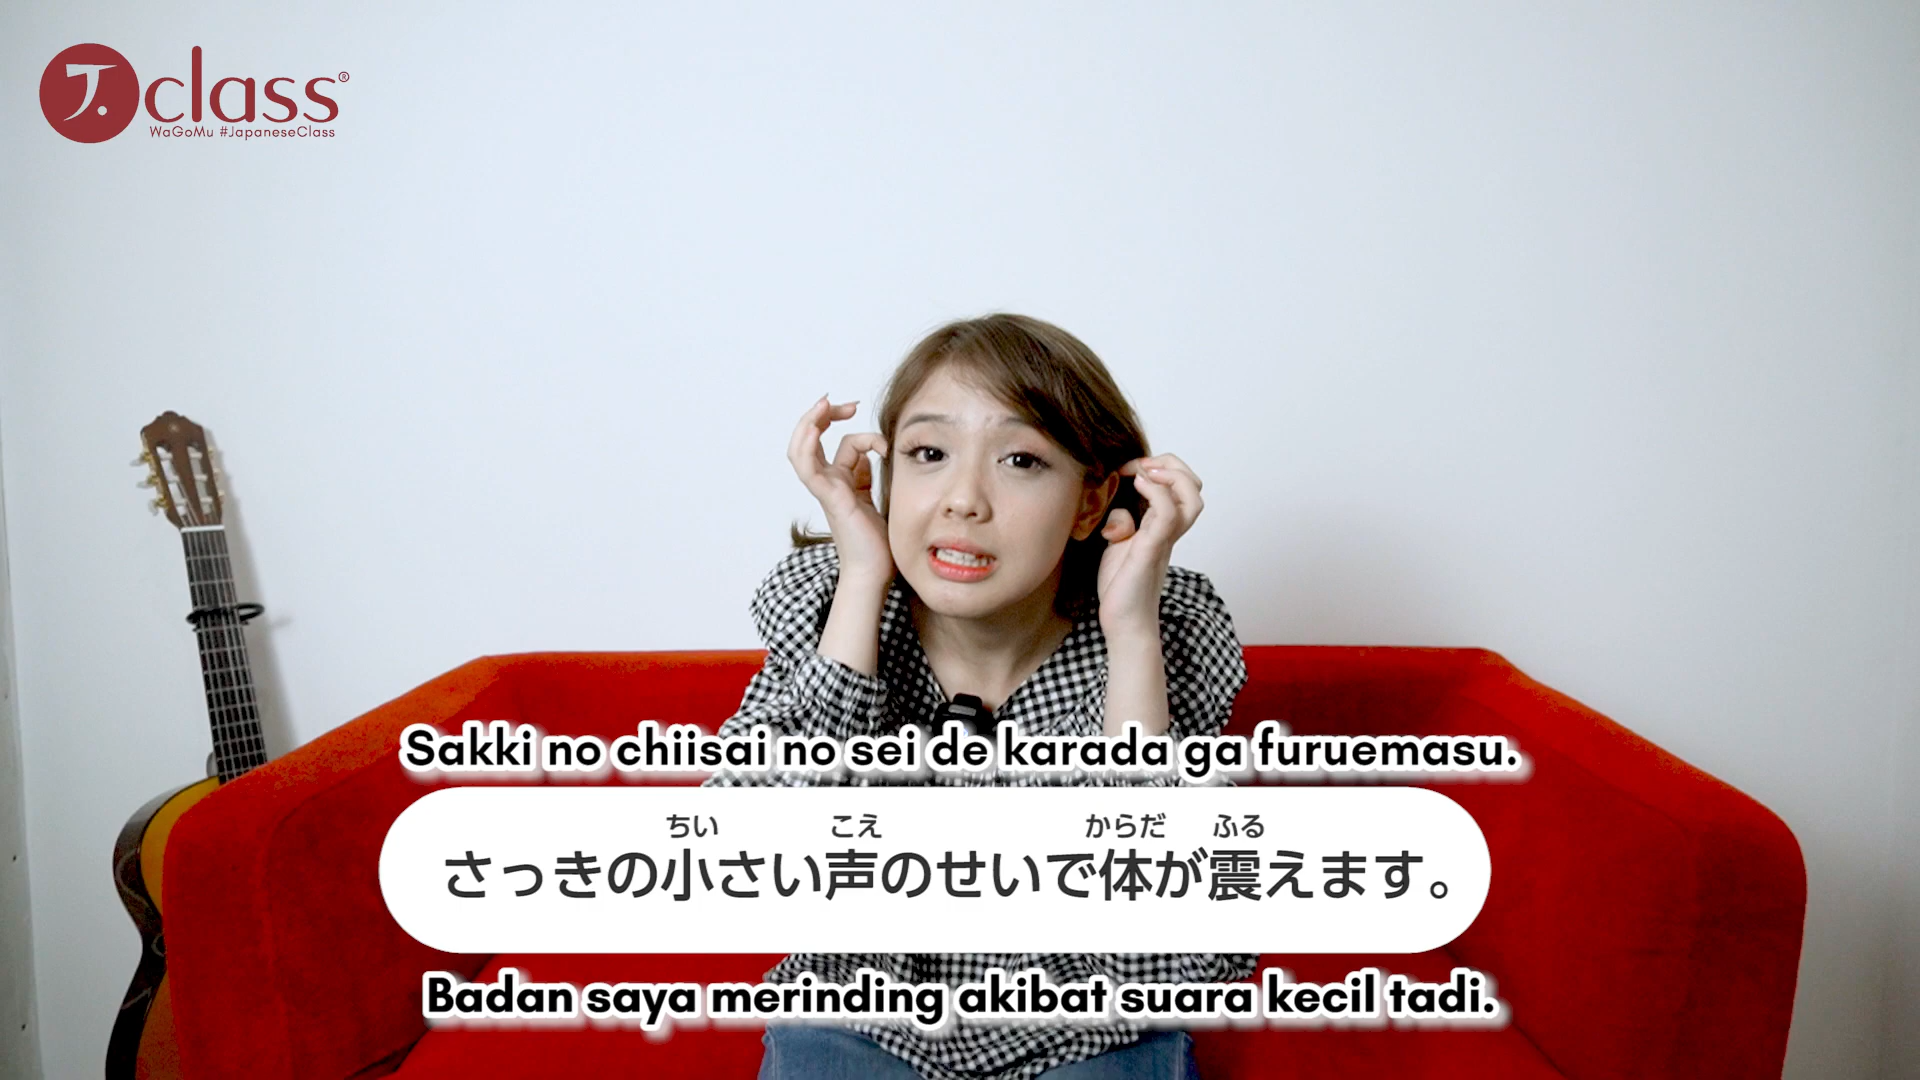 J.class®
WaGoMu #JapaneseClass
Sakki no chiisai no sei de karada ga furuemasu.
ちい こえ からだ ふる
さっきの小さい声のせいで体が震えます。
Badan saya merinding akibat suara kecil tadi.